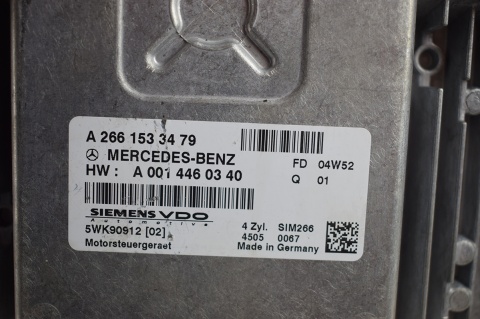 A 266 153 34 79
MERCEDES-BENZ
HW : A 001 446 03 40
FD 04W52
Q 01
SIEMENS VDO
Automotive
5WK90912 [02]
Motorsteuergeraet
4 Zyl. SIM266
4505 0067
Made in Germany